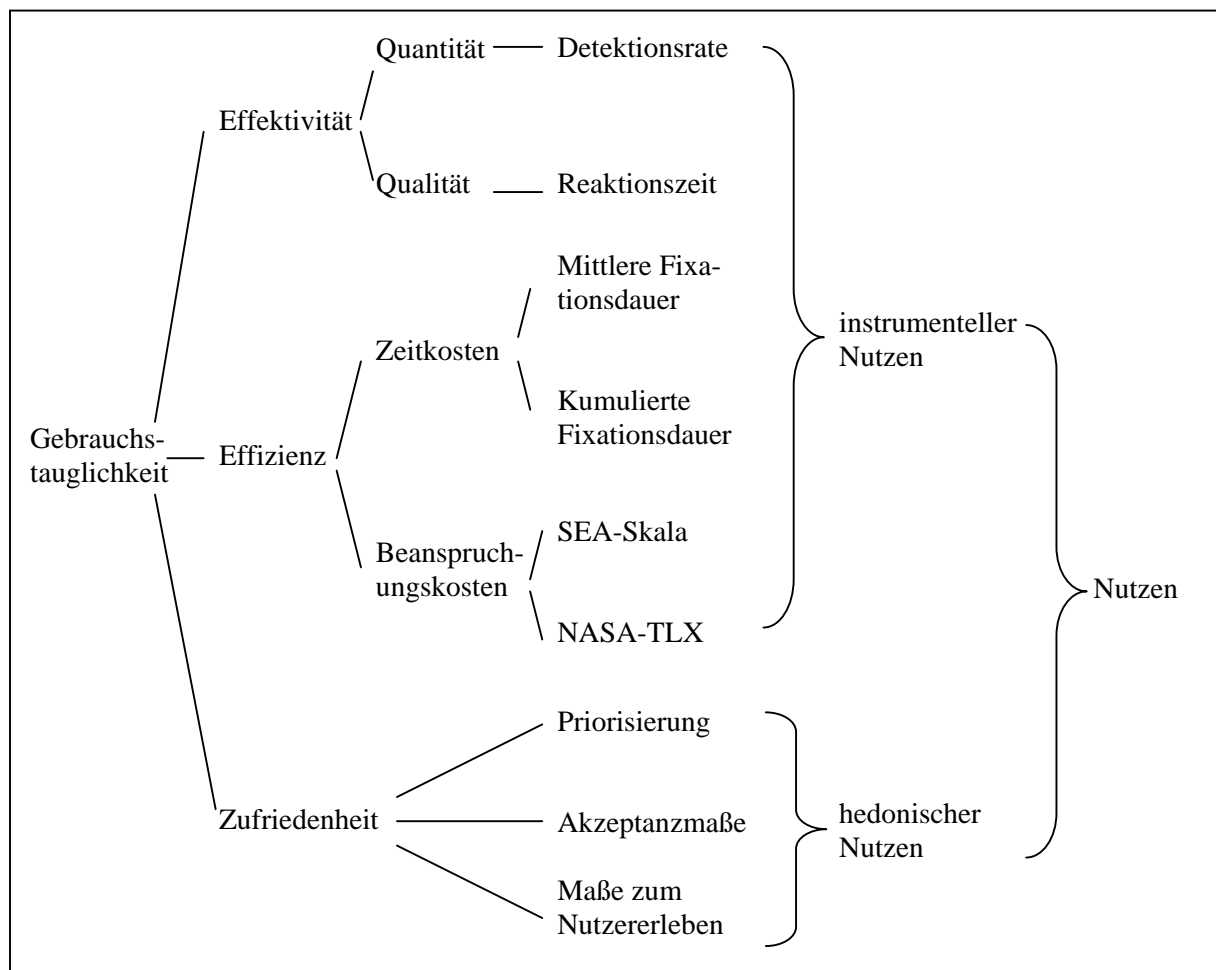 Quantität
Detektionsrate
Effektivität
Qualität
Reaktionszeit
Mittlere Fixa-
tionsdauer
Zeitkosten
instrumenteller
Nutzen
Kumulierte
Fixationsdauer
Gebrauchs-
tauglichkeit
Effizienz
SEA-Skala
Beanspruch-
ungskosten
NASA-TLX
Nutzen
Priorisierung
Zufriedenheit
Akzeptanzmaße
hedonischer
Nutzen
Maße zum
Nutzererleben